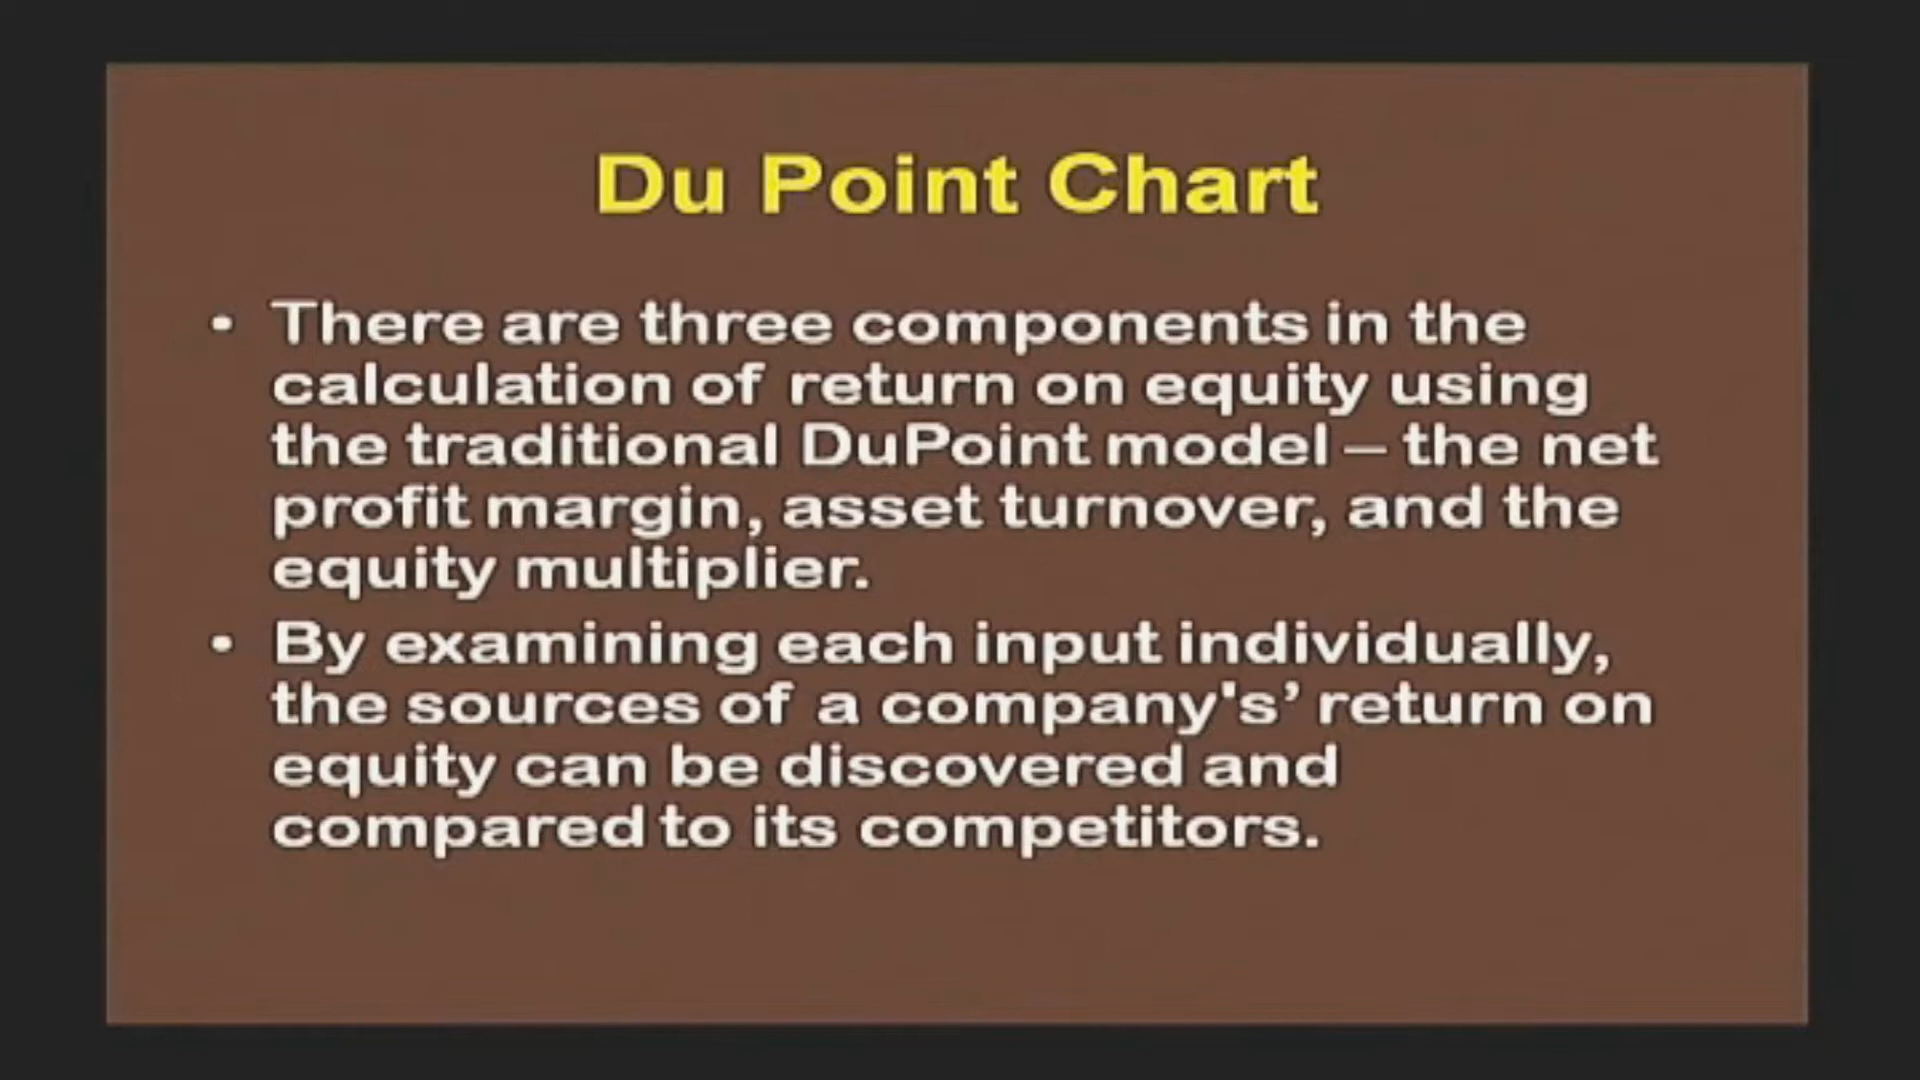 Du Point Chart
• There are three components in the
calculation of return on equity using
the traditional DuPoint model – the net
profit margin, asset turnover, and the
equity multiplier.
• By examining each input individually,
the sources of a company's’ return on
equity can be discovered and
compared to its competitors.